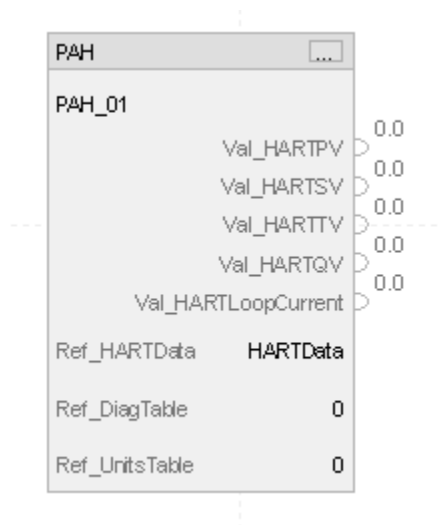 PAH ...
PAH_01
Val_HARTPV 0.0
Val_HARTSV 0.0
Val_HARTTV 0.0
Val_HARTQV 0.0
Val_HARTLoopCurrent 0.0
Ref_HARTData HARTData
Ref_DiagTable 0
Ref_UnitsTable 0